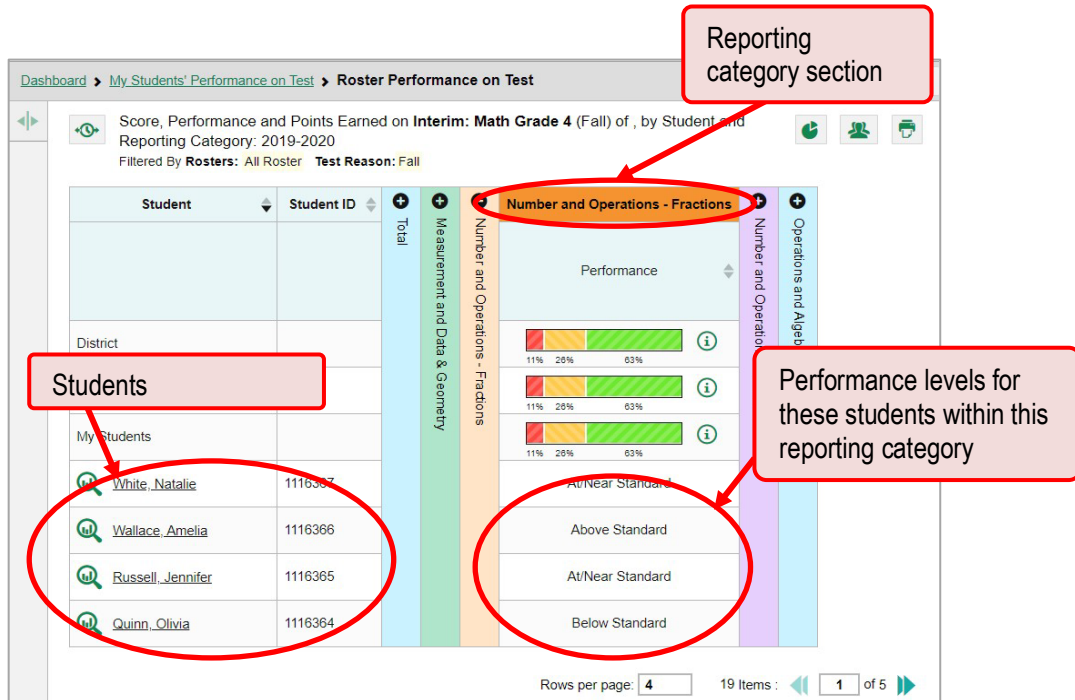 Reporting
category section
Dashboard > My Students' Performance on Test > Roster Performance on Test
Score, Performance and Points Earned on Interim: Math Grade 4 (Fall) of , by Student and
Reporting Category: 2019-2020
Filtered By Rosters: All Roster Test Reason: Fall
Student
Student ID
Total
Measurement and Data & Geometry
Number and Operations - Fractions
Number and Operations - Fractions
Performance
Number and
Operations and
District
11% 26% 63%
Students
11% 26% 63%
Performance levels for
these students within this
reporting category
My Students
11% 26% 63%
White, Natalie
At/Near Standard
Wallace, Amelia 1116366 Above Standard
Russell, Jennifer 1116365 At/Near Standard
Quinn, Olivia 1116364 Below Standard
Rows per page: 4 19 Items : 1 of 5